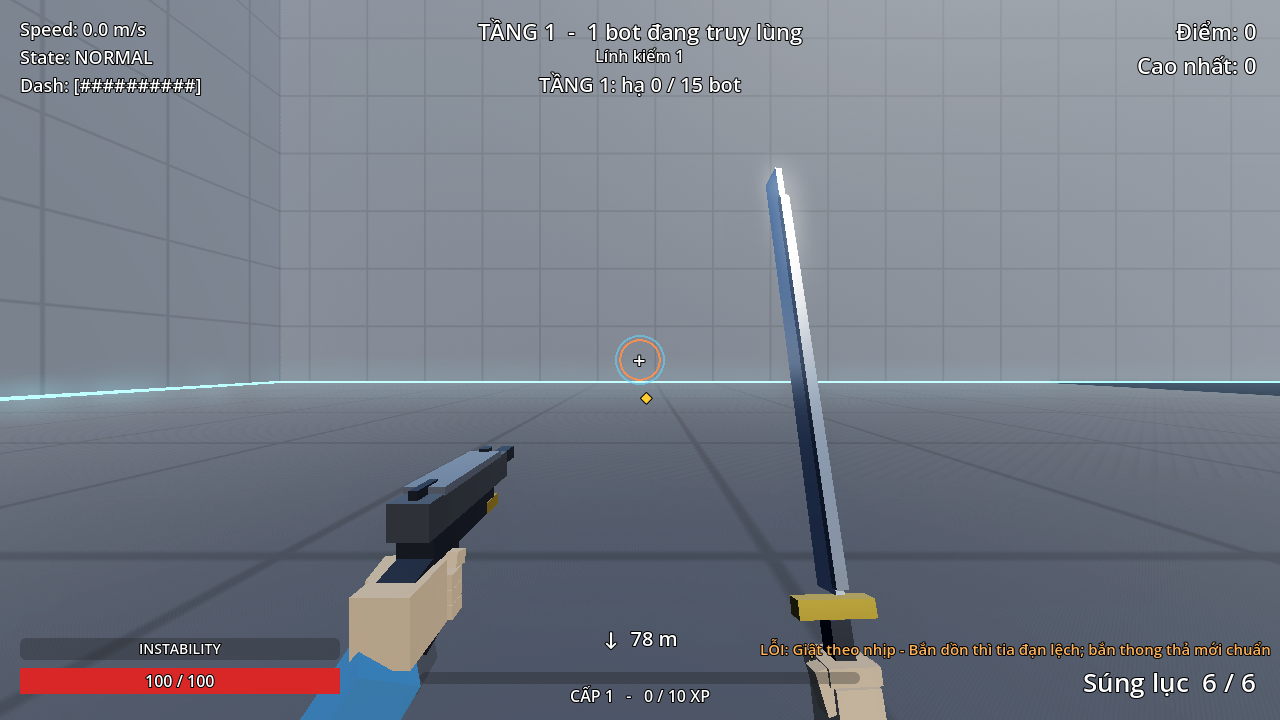 Speed: 0.0 m/s
State: NORMAL
Dash: [##########]
TẦNG 1 - 1 bot đang truy lùng
Lính kiếm 1
TẦNG 1: hạ 0 / 15 bot
Điểm: 0
Cao nhất: 0
↓ 78 m
INSTABILITY
100 / 100
CẤP 1 - 0 / 10 XP
LỖI: Giật theo nhịp - Bắn dồn thì tia đạn lệch; bắn thong thả mới chuẩn
Súng lục 6 / 6